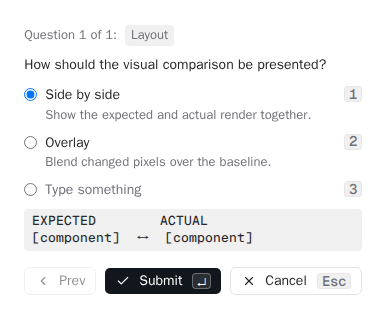 Question 1 of 1: Layout
How should the visual comparison be presented?
Side by side 1
Show the expected and actual render together.
Overlay 2
Blend changed pixels over the baseline.
Type something 3
EXPECTED ACTUAL
[component] ↔ [component]
Prev Submit Cancel Esc